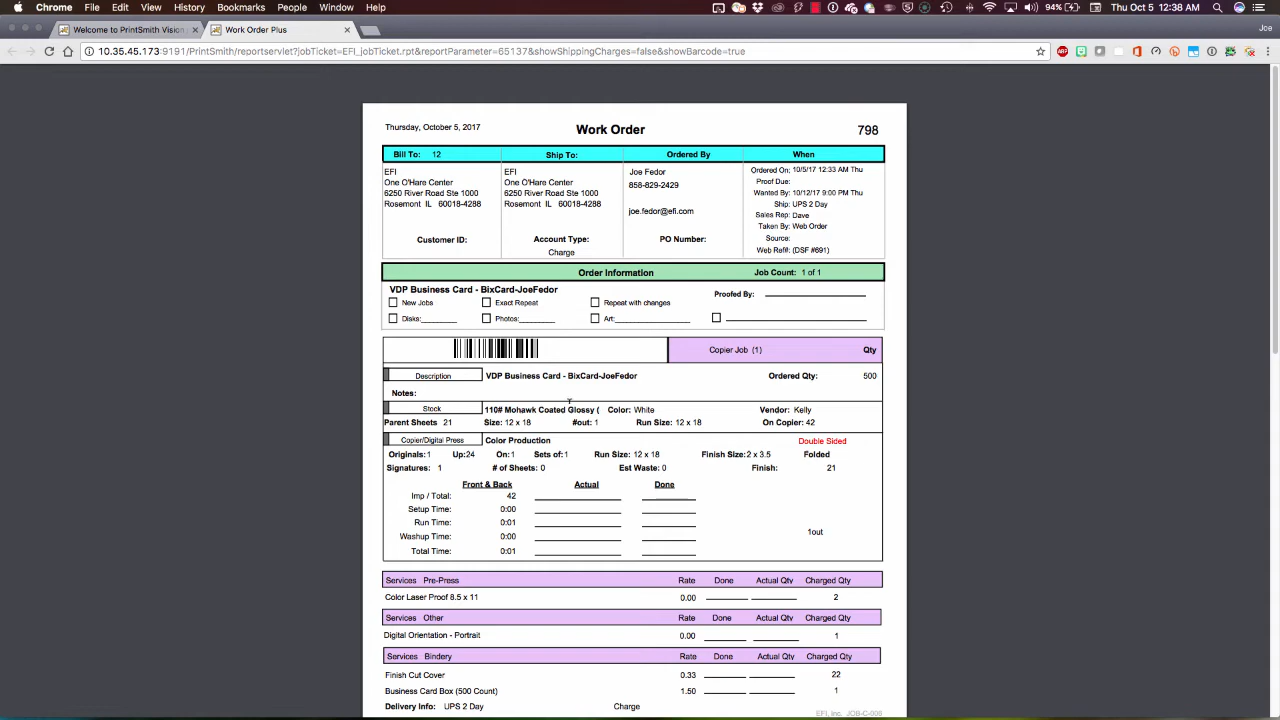 Chrome File Edit View History Bookmarks People Window Help 94% Thu Oct 5 12:38 AM
Welcome to PrintSmith Vision Work Order Plus Joe
10.35.45.173:9191/PrintSmith/reportservlet?jobTicket=EFI_jobTicket.rpt&reportParameter=65137&showShippingCharges=false&showBarcode=true
Thursday, October 5, 2017 Work Order 798
Bill To: 12 Ship To: Ordered By When
EFI EFI Joe Fedor Ordered On: 10/5/17 12:33 AM Thu
One O'Hare Center One O'Hare Center 858-829-2429 Proof Due:
6250 River Road Ste 1000 6250 River Road Ste 1000 Wanted By: 10/12/17 9:00 PM Thu
Rosemont IL 60018-4288 Rosemont IL 60018-4288 joe.fedor@efi.com Ship: UPS 2 Day
Sales Rep: Dave
Taken By: Web Order
Customer ID: Account Type: PO Number: Source:
Charge Web Ref#: (DSF #691)
Order Information Job Count: 1 of 1
VDP Business Card - BixCard-JoeFedor Proofed By:
New Jobs Exact Repeat Repeat with changes
Disks: Photos: Art:
Copier Job (1) Qty
Description VDP Business Card - BixCard-JoeFedor Ordered Qty: 500
Notes:
Stock 110# Mohawk Coated Glossy ( Color: White Vendor: Kelly
Parent Sheets 21 Size: 12 x 18 #out: 1 Run Size: 12 x 18 On Copier: 42
Copier/Digital Press Color Production Double Sided
Originals:1 Up:24 On:1 Sets of:1 Run Size: 12 x 18 Finish Size:2 x 3.5 Folded
Signatures: 1 # of Sheets: 0 Est Waste: 0 Finish: 21
Front & Back Actual Done
Imp / Total: 42
Setup Time: 0:00
Run Time: 0:01
Washup Time: 0:00
Total Time: 0:01
1out
Services Pre-Press Rate Done Actual Qty Charged Qty
Color Laser Proof 8.5 x 11 0.00 2
Services Other Rate Done Actual Qty Charged Qty
Digital Orientation - Portrait 0.00 1
Services Bindery Rate Done Actual Qty Charged Qty
Finish Cut Cover 0.33 22
Business Card Box (500 Count) 1.50 1
Delivery Info: UPS 2 Day Charge